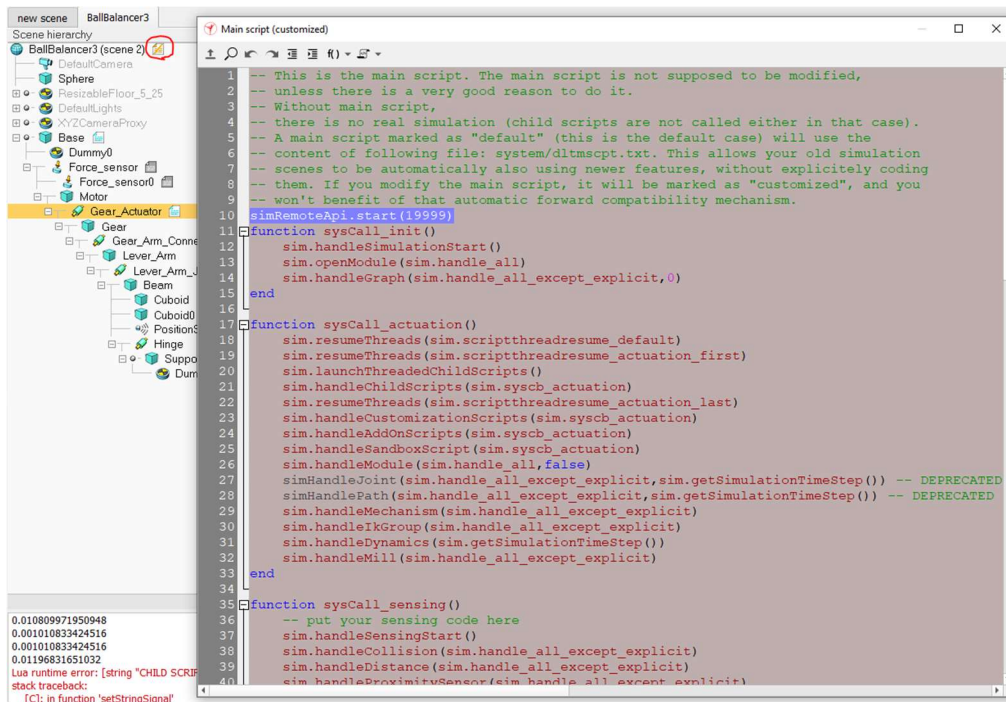 new scene
BallBalancer3
Scene hierarchy
BallBalancer3 (scene 2)
DefaultCamera
Sphere
ResizableFloor_5_25
DefaultLights
XYZCameraProxy
Base
Dummy0
Force_sensor
Force_sensor0
Motor
Gear_Actuator
Gear
Gear_Arm_Conne
Lever_Arm
Lever_Arm_J
Beam
Cuboid
Cuboid0
PositionS
Hinge
Suppo
Dum
0.010809971950948
0.001010833424516
0.001010833424516
0.01196831651032
Lua runtime error: [string "CHILD SCRIP
stack traceback:
[C]: in function 'setStringSignal'
Main script (customized)
f()
1 -- This is the main script. The main script is not supposed to be modified,
2 -- unless there is a very good reason to do it.
3 -- Without main script,
4 -- there is no real simulation (child scripts are not called either in that case).
5 -- A main script marked as "default" (this is the default case) will use the
6 -- content of following file: system/dltmscpt.txt. This allows your old simulation
7 -- scenes to be automatically also using newer features, without explicitely coding
8 -- them. If you modify the main script, it will be marked as "customized", and you
9 -- won't benefit of that automatic forward compatibility mechanism.
10 simRemoteApi.start(19999)
11 function sysCall_init()
12 sim.handleSimulationStart()
13 sim.openModule(sim.handle_all)
14 sim.handleGraph(sim.handle_all_except_explicit,0)
15 end
16
17 function sysCall_actuation()
18 sim.resumeThreads(sim.scriptthreadresume_default)
19 sim.resumeThreads(sim.scriptthreadresume_actuation_first)
20 sim.launchThreadedChildScripts()
21 sim.handleChildScripts(sim.syscb_actuation)
22 sim.resumeThreads(sim.scriptthreadresume_actuation_last)
23 sim.handleCustomizationScripts(sim.syscb_actuation)
24 sim.handleAddOnScripts(sim.syscb_actuation)
25 sim.handleSandboxScript(sim.syscb_actuation)
26 sim.handleModule(sim.handle_all,false)
27 simHandleJoint(sim.handle_all_except_explicit,sim.getSimulationTimeStep()) -- DEPRECATED
28 simHandlePath(sim.handle_all_except_explicit,sim.getSimulationTimeStep()) -- DEPRECATED
29 sim.handleMechanism(sim.handle_all_except_explicit)
30 sim.handleIkGroup(sim.handle_all_except_explicit)
31 sim.handleDynamics(sim.getSimulationTimeStep())
32 sim.handleMill(sim.handle_all_except_explicit)
33 end
34
35 function sysCall_sensing()
36 -- put your sensing code here
37 sim.handleSensingStart()
38 sim.handleCollision(sim.handle_all_except_explicit)
39 sim.handleDistance(sim.handle_all_except_explicit)
40 sim.handleProximitySensor(sim.handle_all_except_explicit)